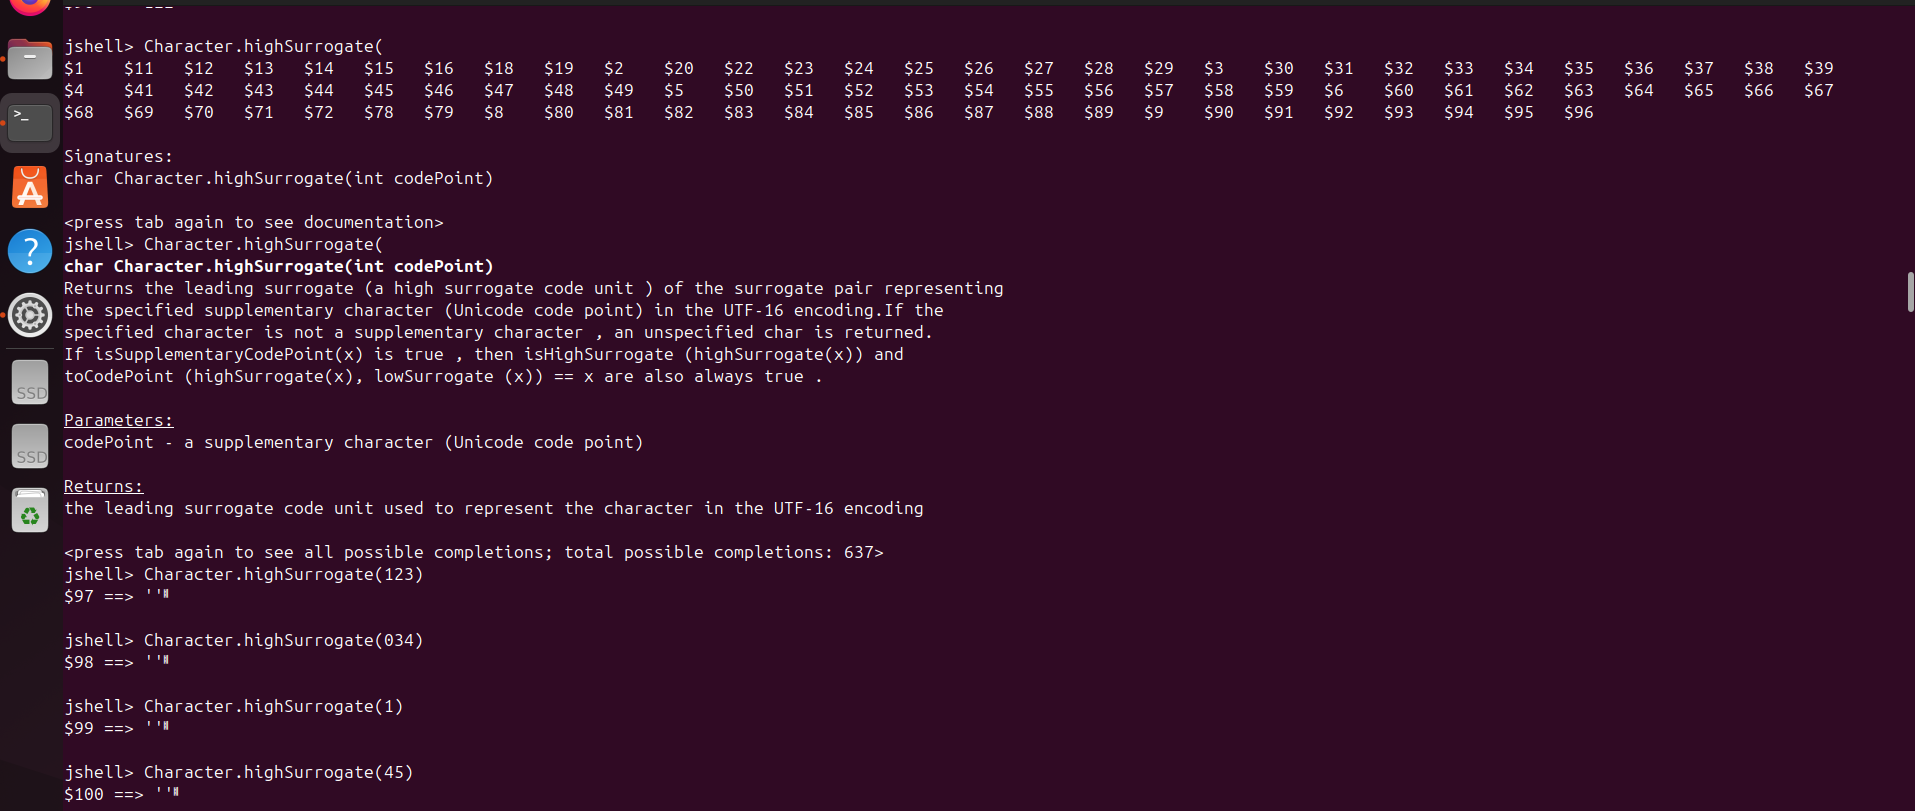 jshell> Character.highSurrogate(
$1 $11 $12 $13 $14 $15 $16 $18 $19 $2 $20 $22 $23 $24 $25 $26 $27 $28 $29 $3 $30 $31 $32 $33 $34 $35 $36 $37 $38 $39
$4 $41 $42 $43 $44 $45 $46 $47 $48 $49 $5 $50 $51 $52 $53 $54 $55 $56 $57 $58 $59 $6 $60 $61 $62 $63 $64 $65 $66 $67
$68 $69 $70 $71 $72 $78 $79 $8 $80 $81 $82 $83 $84 $85 $86 $87 $88 $89 $9 $90 $91 $92 $93 $94 $95 $96
Signatures:
char Character.highSurrogate(int codePoint)
<press tab again to see documentation>
jshell> Character.highSurrogate(
char Character.highSurrogate(int codePoint)
Returns the leading surrogate (a high surrogate code unit ) of the surrogate pair representing
the specified supplementary character (Unicode code point) in the UTF-16 encoding.If the
specified character is not a supplementary character , an unspecified char is returned.
If isSupplementaryCodePoint(x) is true , then isHighSurrogate (highSurrogate(x)) and
toCodePoint (highSurrogate(x), lowSurrogate (x)) == x are also always true .
Parameters:
codePoint - a supplementary character (Unicode code point)
Returns:
the leading surrogate code unit used to represent the character in the UTF-16 encoding
<press tab again to see all possible completions; total possible completions: 637>
jshell> Character.highSurrogate(123)
$97 ==> ''
jshell> Character.highSurrogate(034)
$98 ==> ''
jshell> Character.highSurrogate(1)
$99 ==> ''
jshell> Character.highSurrogate(45)
$100 ==> ''
>_
A
?
SSD
SSD